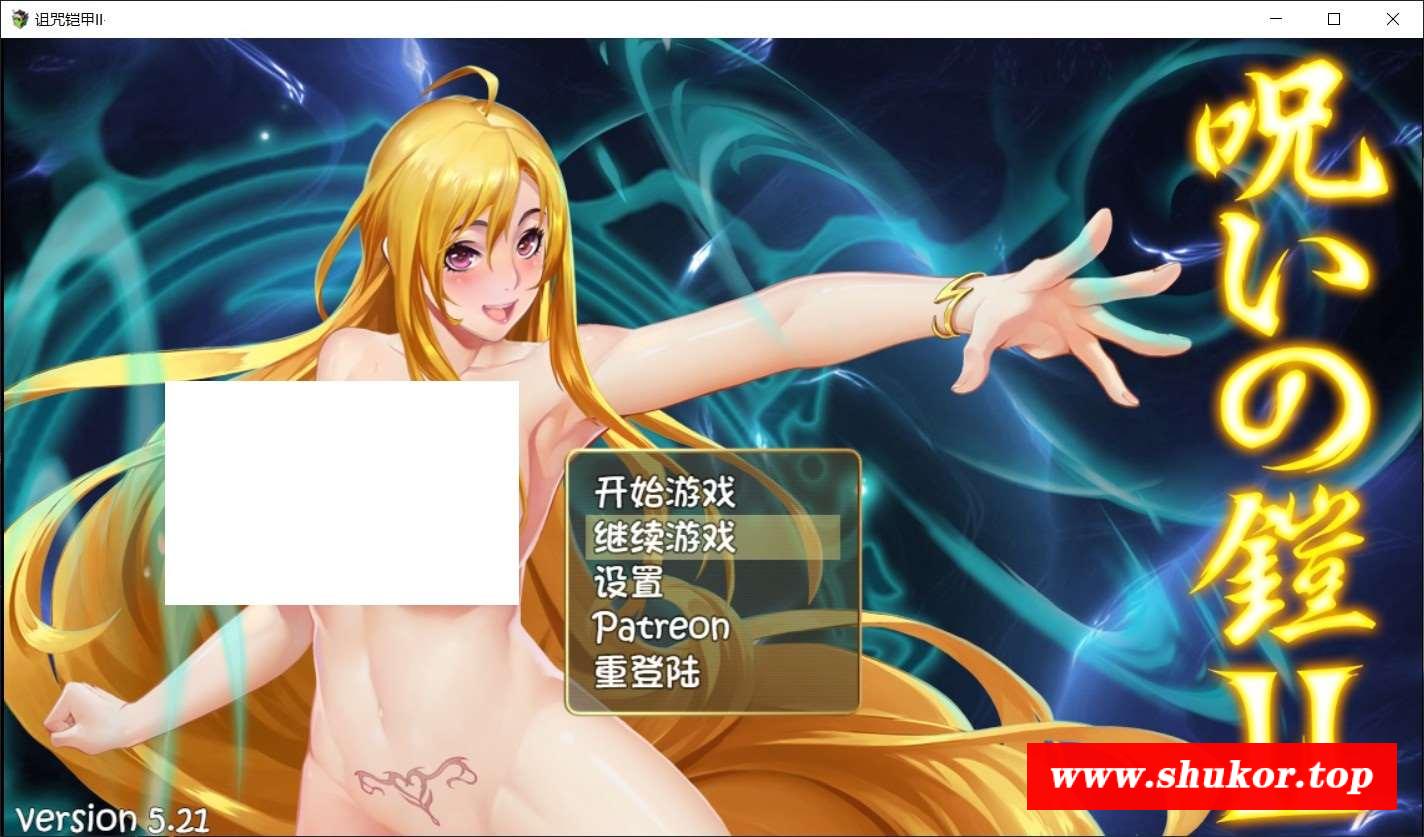 诅咒铠甲II
呪いの鎧II
开始游戏
继续游戏
设置
Patreon
重登陆
www.shukor.top
version 5.21